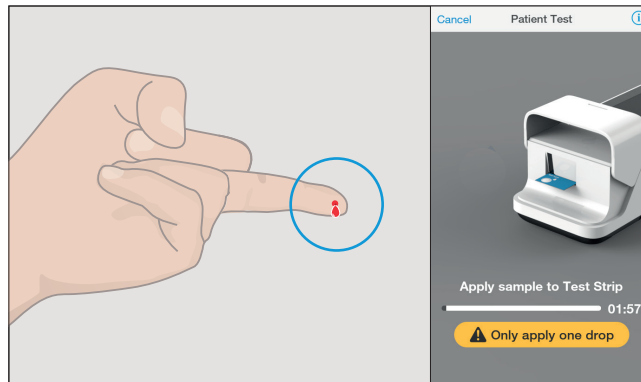 Cancel
Patient Test
Apply sample to Test Strip
01:57
Only apply one drop